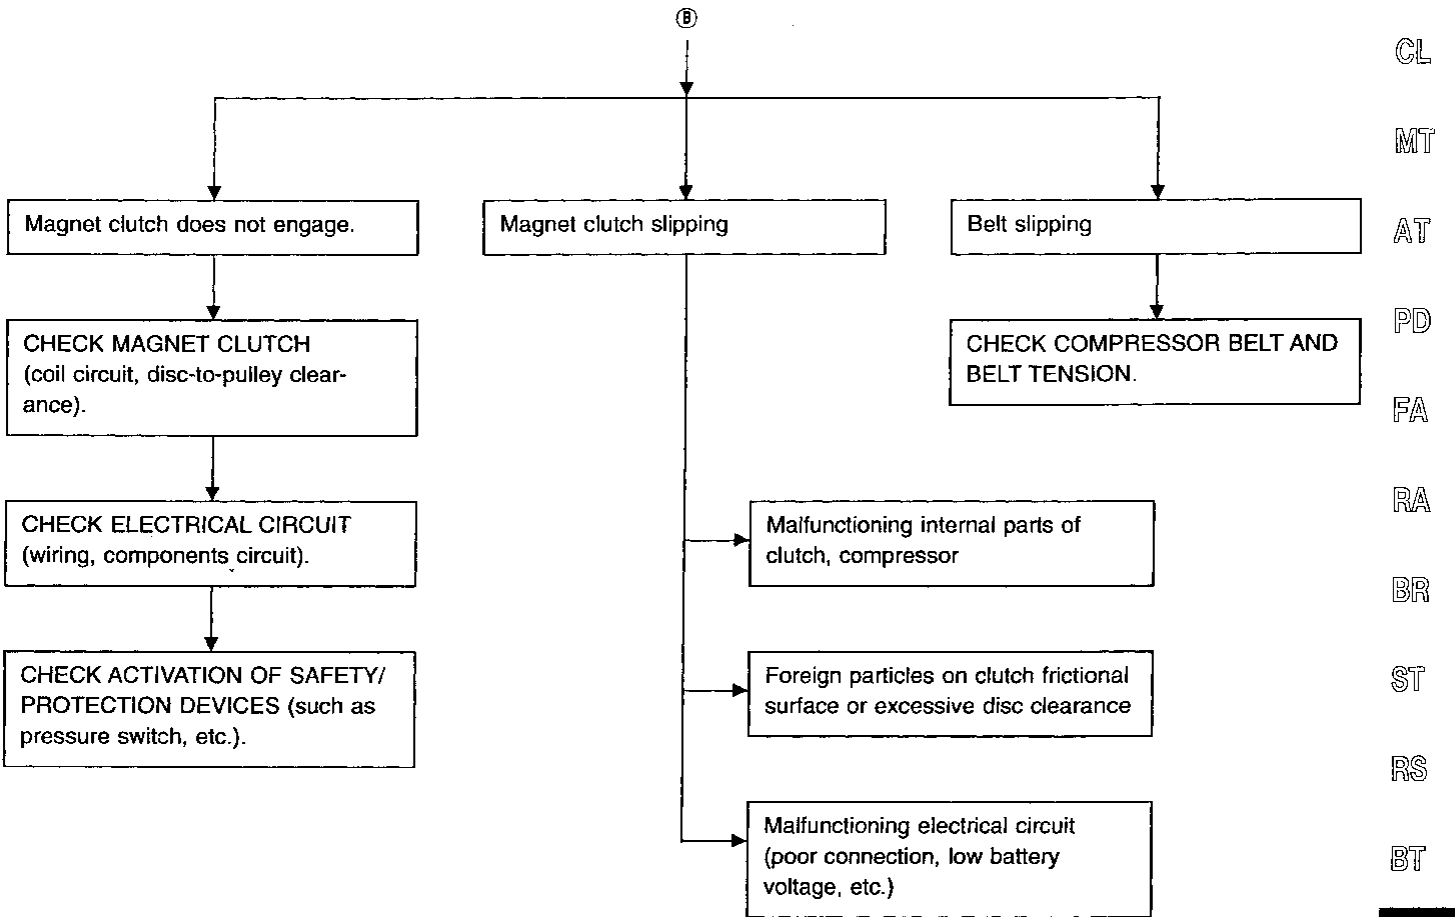 Ⓑ
Magnet clutch does not engage.
CHECK MAGNET CLUTCH
(coil circuit, disc-to-pulley clear-
ance).
CHECK ELECTRICAL CIRCUIT
(wiring, components circuit).
CHECK ACTIVATION OF SAFETY/
PROTECTION DEVICES (such as
pressure switch, etc.).
Magnet clutch slipping
Malfunctioning internal parts of
clutch, compressor
Foreign particles on clutch frictional
surface or excessive disc clearance
Malfunctioning electrical circuit
(poor connection, low battery
voltage, etc.)
Belt slipping
CHECK COMPRESSOR BELT AND
BELT TENSION.
CL
MT
AT
PD
FA
RA
BR
ST
RS
BT